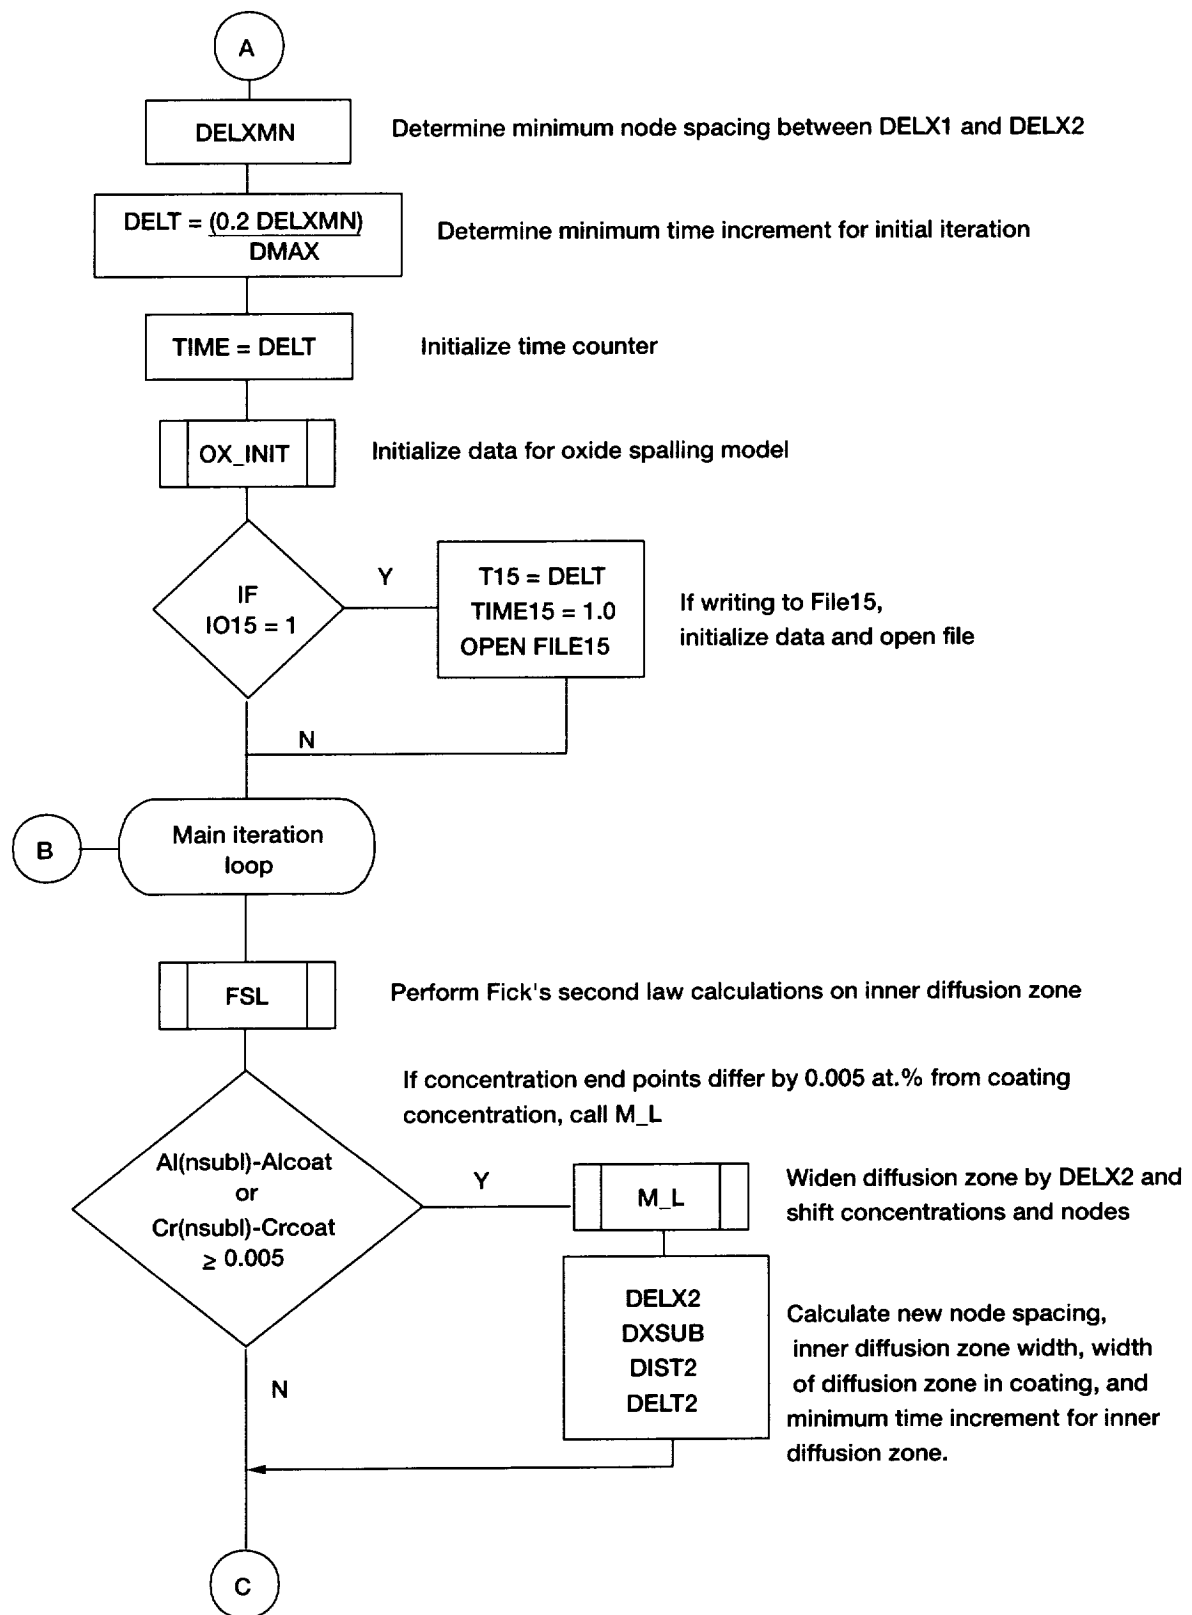 A
DELXMN
Determine minimum node spacing between DELX1 and DELX2
DELT = (0.2 DELXMN)
DMAX
Determine minimum time increment for initial iteration
TIME = DELT
Initialize time counter
OX_INIT
Initialize data for oxide spalling model
IF
IO15 = 1
Y
T15 = DELT
TIME15 = 1.0
OPEN FILE15
If writing to File15,
initialize data and open file
N
B
Main iteration
loop
FSL
Perform Fick's second law calculations on inner diffusion zone
If concentration end points differ by 0.005 at.% from coating
concentration, call M_L
Al(nsubl)-Alcoat
or
Cr(nsubl)-Crcoat
≥ 0.005
Y
M_L
Widen diffusion zone by DELX2 and
shift concentrations and nodes
DELX2
DXSUB
DIST2
DELT2
Calculate new node spacing,
inner diffusion zone width, width
of diffusion zone in coating, and
minimum time increment for inner
diffusion zone.
N
C